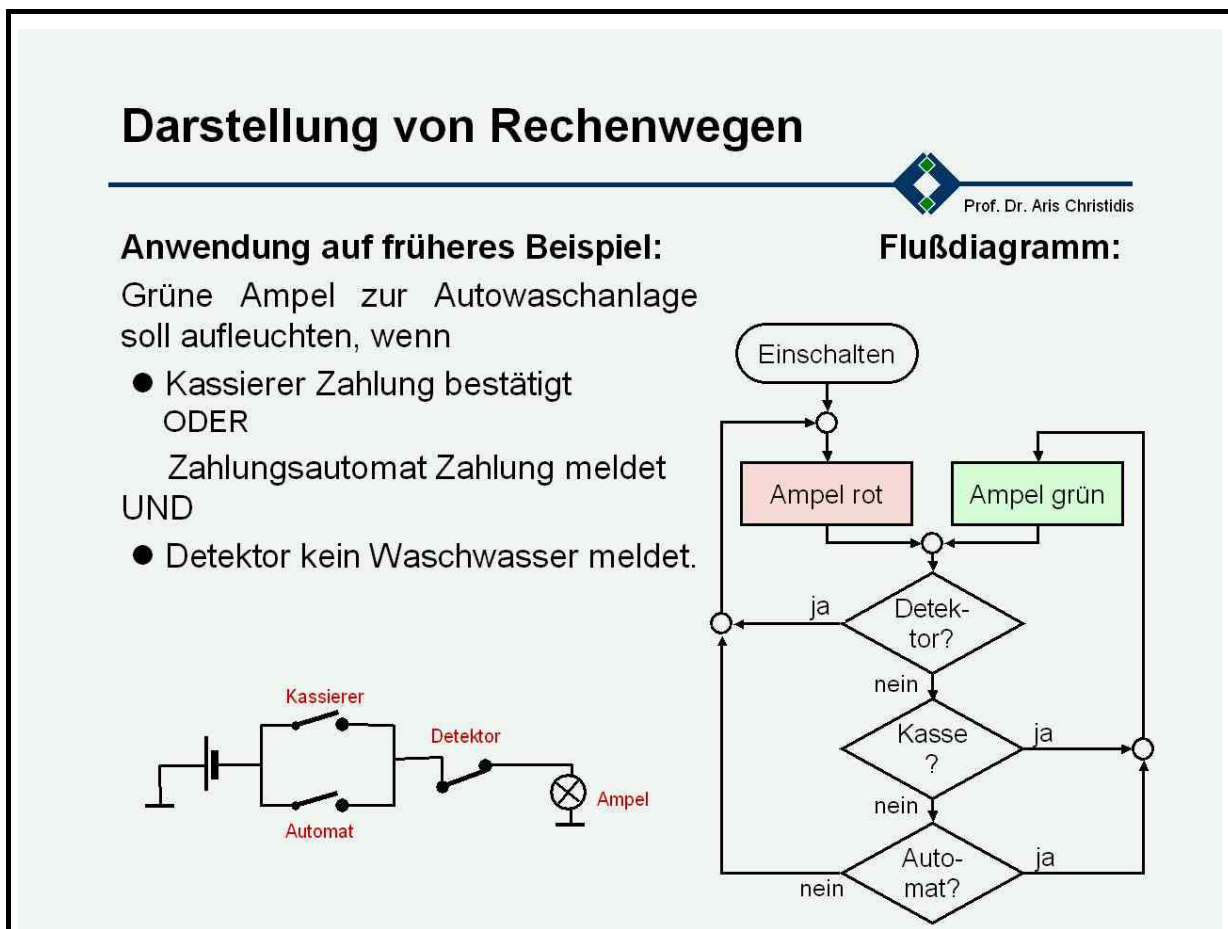 Darstellung von Rechenwegen
Prof. Dr. Aris Christidis
Anwendung auf früheres Beispiel:
Grüne Ampel zur Autowaschanlage
soll aufleuchten, wenn
● Kassierer Zahlung bestätigt
ODER
Zahlungsautomat Zahlung meldet
UND
● Detektor kein Waschwasser meldet.
Kassierer
Detektor
Ampel
Automat
Flußdiagramm:
Einschalten
Ampel rot
Ampel grün
ja
Detek-
tor?
nein
Kasse
?
ja
nein
Auto-
mat?
ja
nein